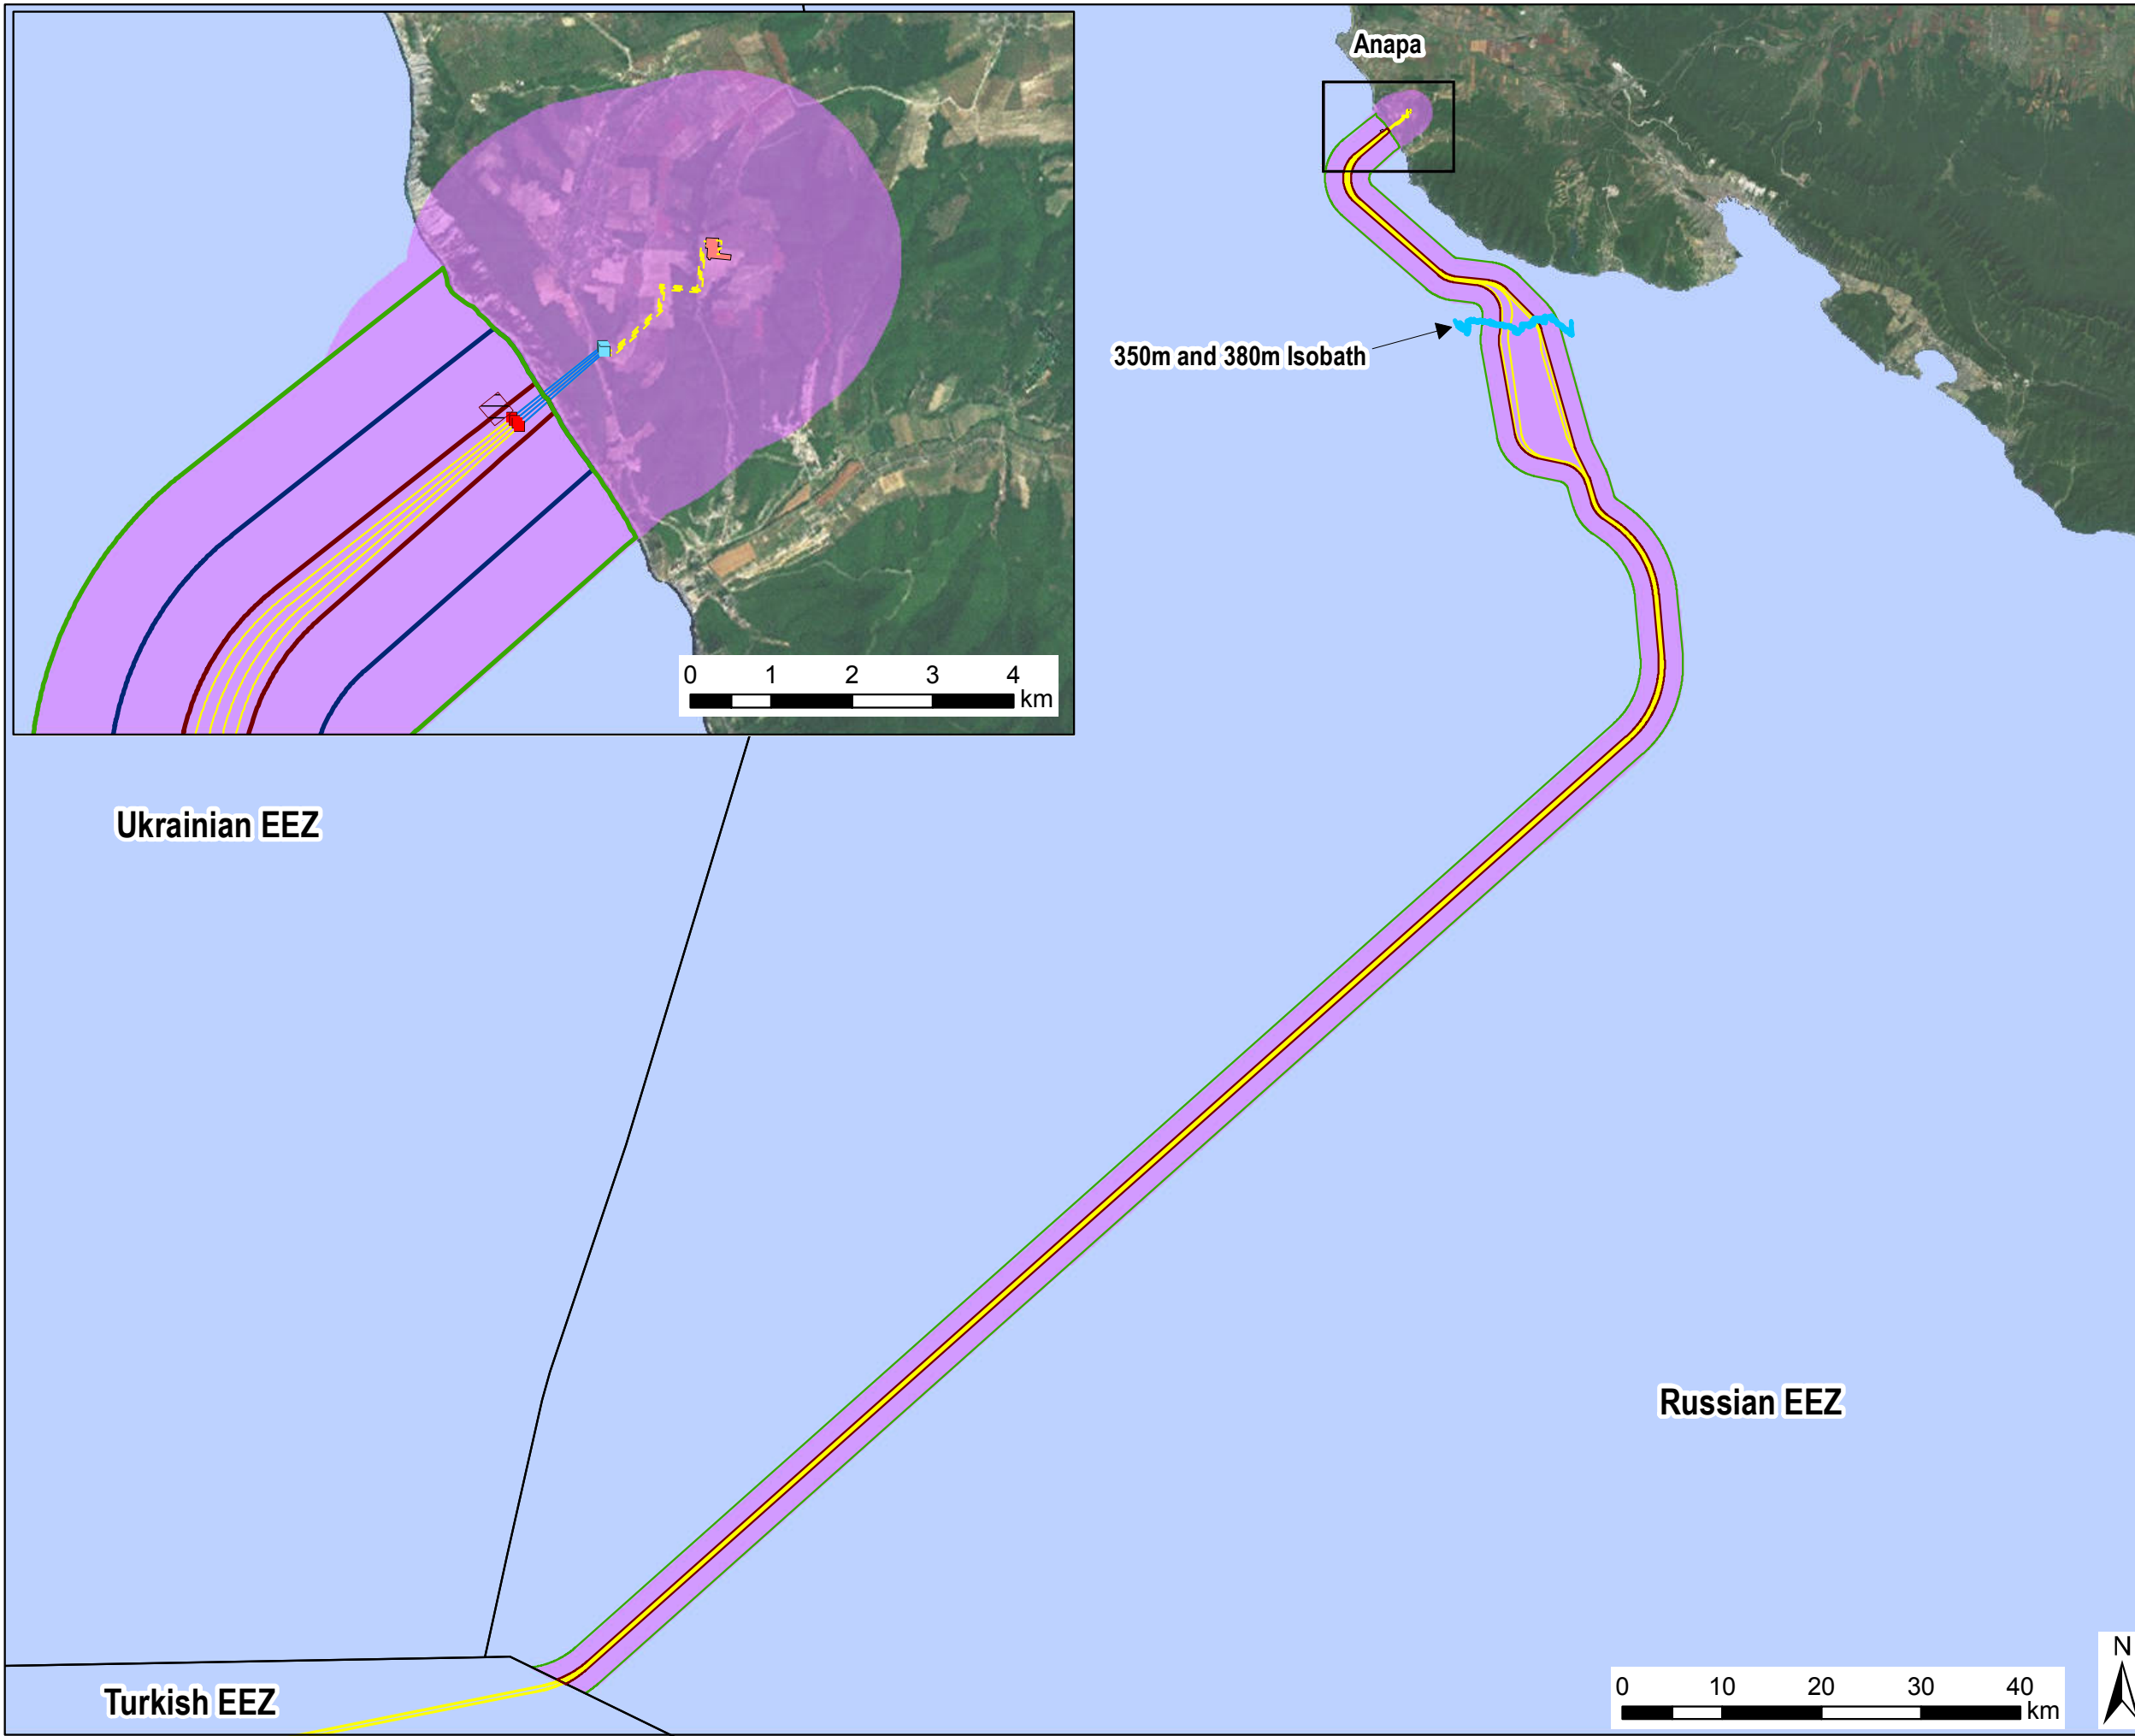 Anapa
350m and 380m Isobath
0 1 2 3 4
km
Ukrainian EEZ
Russian EEZ
Turkish EEZ
0 10 20 30 40
km
N